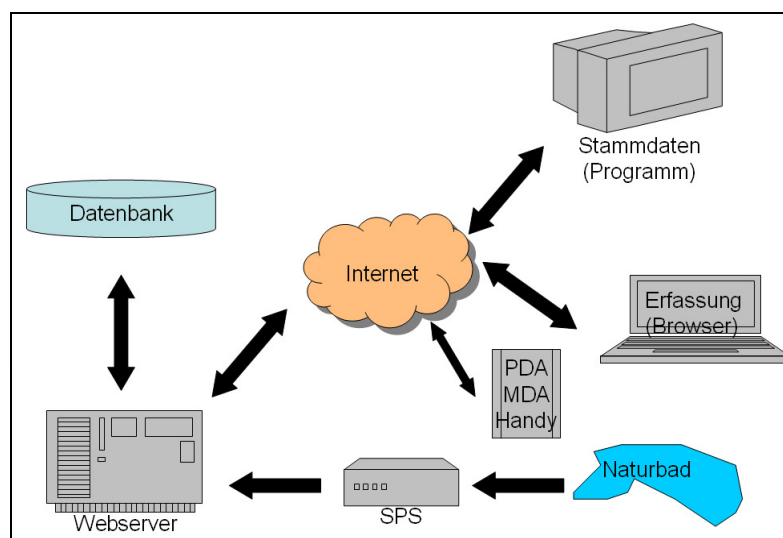 Stammdaten
(Programm)
Datenbank
Internet
Erfassung
(Browser)
PDA
MDA
Handy
Naturbad
SPS
Webserver